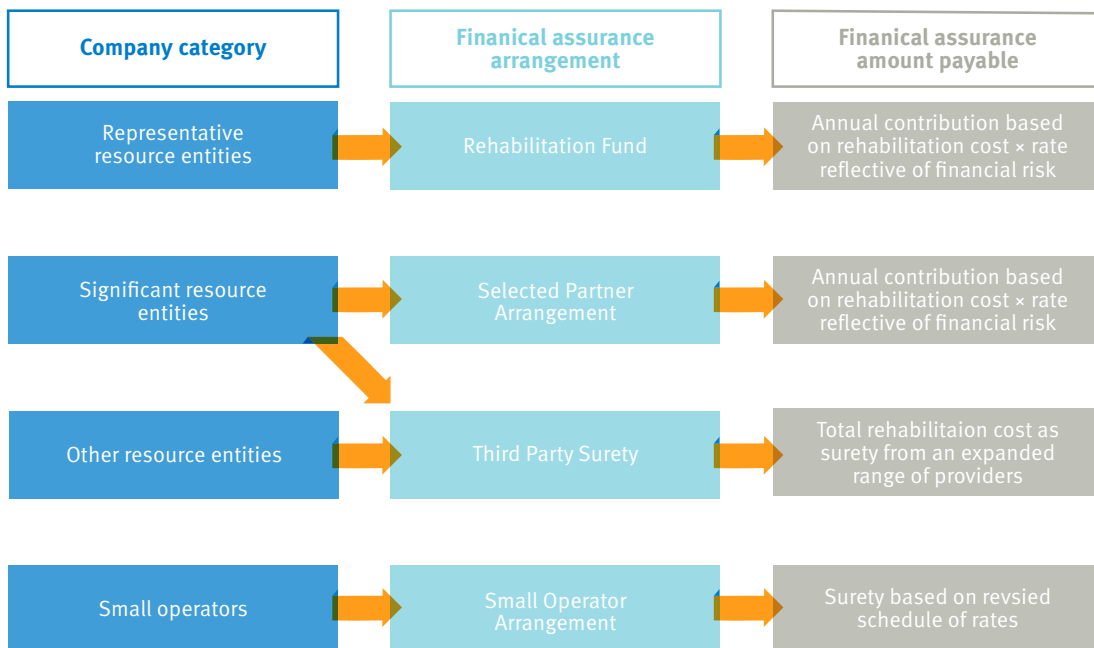 Company category
Finanical assurance
arrangement
Finanical assurance
amount payable
Representative
resource entities
Rehabilitation Fund
Annual contribution based
on rehabilitation cost × rate
reflective of financial risk
Significant resource
entities
Selected Partner
Arrangement
Annual contribution based
on rehabilitation cost × rate
reflective of financial risk
Other resource entities
Third Party Surety
Total rehabilitaion cost as
surety from an expanded
range of providers
Small operators
Small Operator
Arrangement
Surety based on revsied
schedule of rates